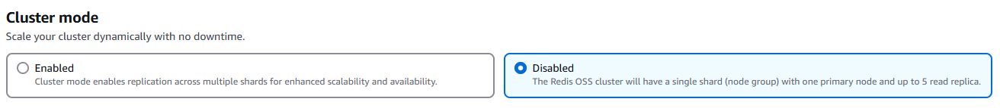 Cluster mode
Scale your cluster dynamically with no downtime.
Enabled
Cluster mode enables replication across multiple shards for enhanced scalability and availability.
Disabled
The Redis OSS cluster will have a single shard (node group) with one primary node and up to 5 read replica.